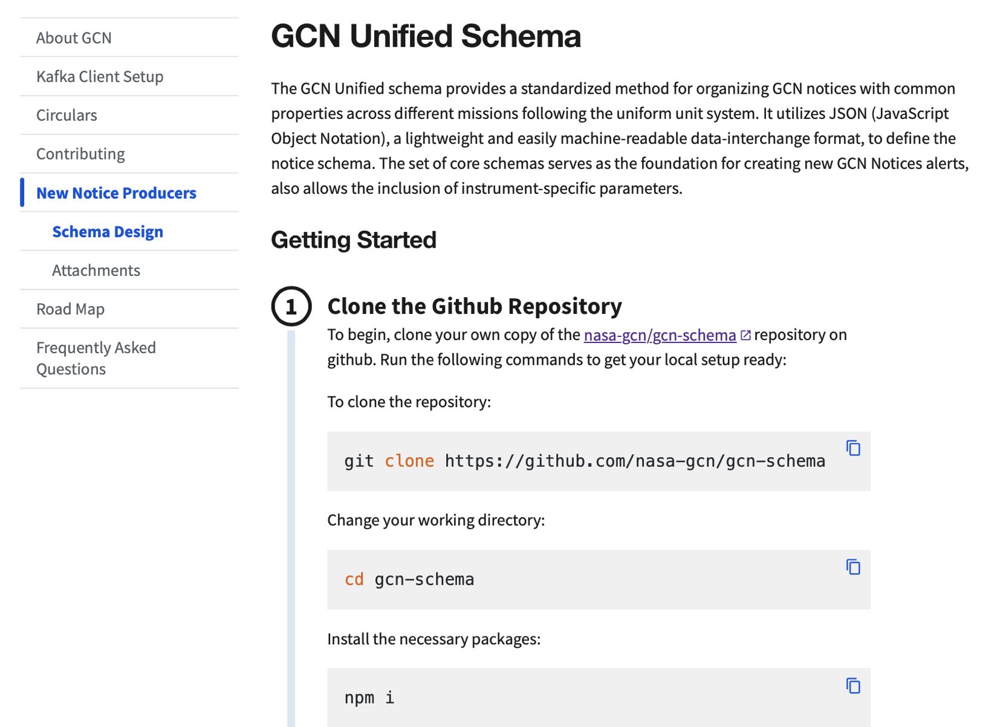 About GCN
Kafka Client Setup
Circulars
Contributing
New Notice Producers
Schema Design
Attachments
Road Map
Frequently Asked
Questions
GCN Unified Schema
The GCN Unified schema provides a standardized method for organizing GCN notices with common
properties across different missions following the uniform unit system. It utilizes JSON (JavaScript
Object Notation), a lightweight and easily machine-readable data-interchange format, to define the
notice schema. The set of core schemas serves as the foundation for creating new GCN Notices alerts,
also allows the inclusion of instrument-specific parameters.
Getting Started
1 Clone the Github Repository
To begin, clone your own copy of the nasa-gcn/gcn-schema repository on
github. Run the following commands to get your local setup ready:
To clone the repository:
git clone https://github.com/nasa-gcn/gcn-schema
Change your working directory:
cd gcn-schema
Install the necessary packages:
npm i